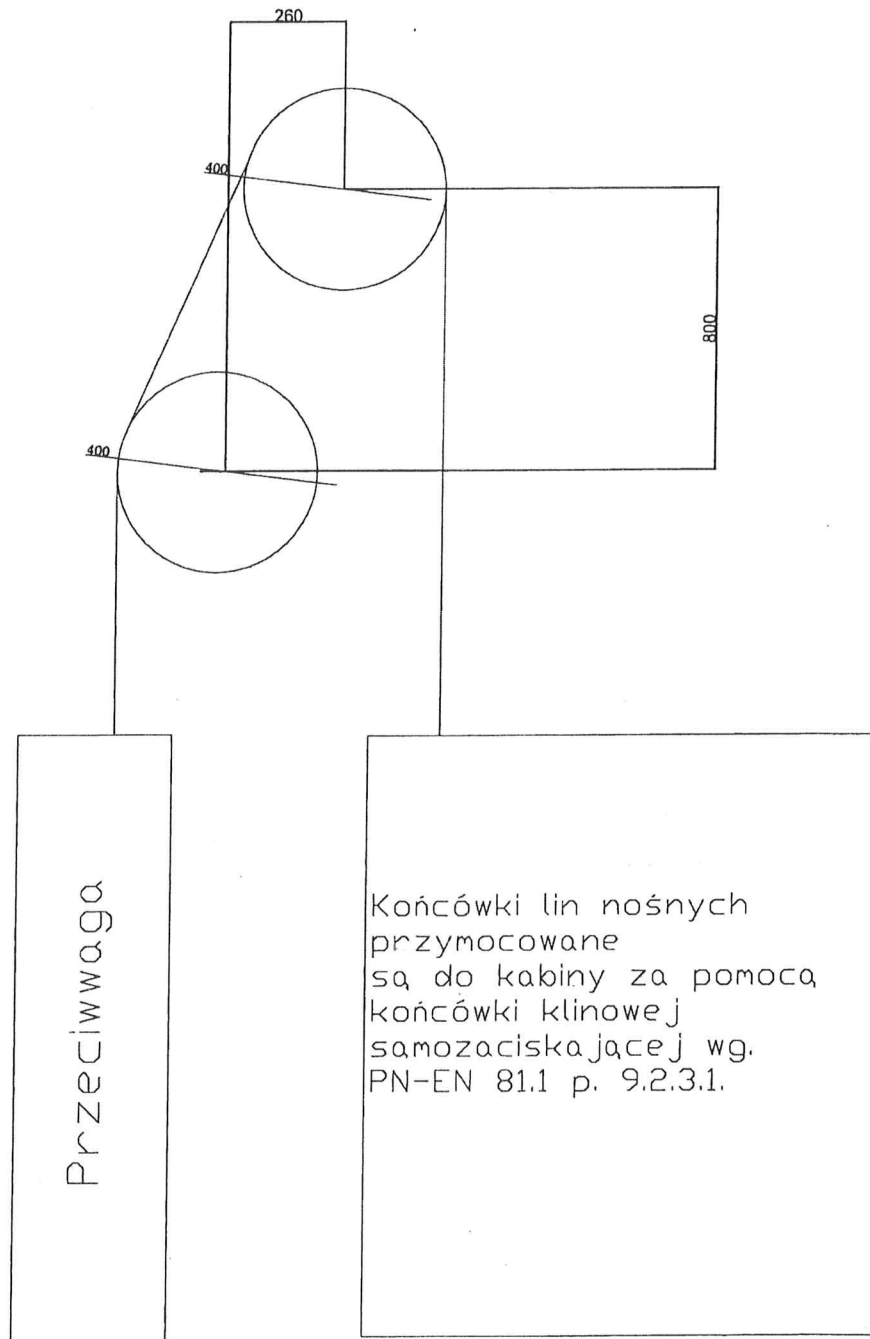 260
400
800
400
Przeciwwaga
Końcówki lin nośnych
przymocowane
są do kabiny za pomocą
końcówki klinowej
samozaciskającej wg.
PN-EN 81.1 p. 9.2.3.1.